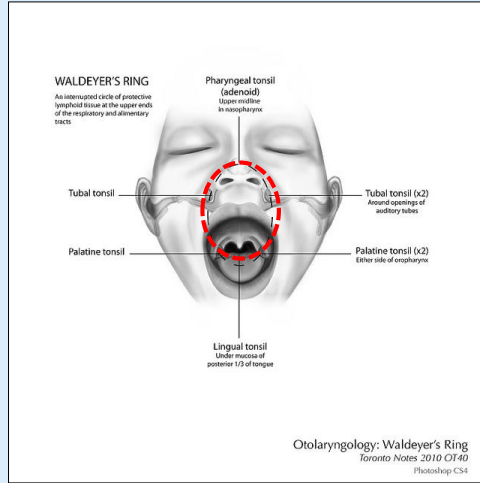 WALDEYER'S RING
An interrupted circle of protective
lymphoid tissue at the upper ends
of the respiratory and alimentary
tracts
Pharyngeal tonsil
(adenoid)
Upper midline
in nasopharynx
Tubal tonsil
Tubal tonsil (x2)
Around openings of
auditory tubes
Palatine tonsil
Palatine tonsil (x2)
Either side of oropharynx
Lingual tonsil
Under mucosa of
posterior 1/3 of tongue
Otolaryngology: Waldeyer's Ring
Toronto Notes 2010 OT40
Photoshop CS4